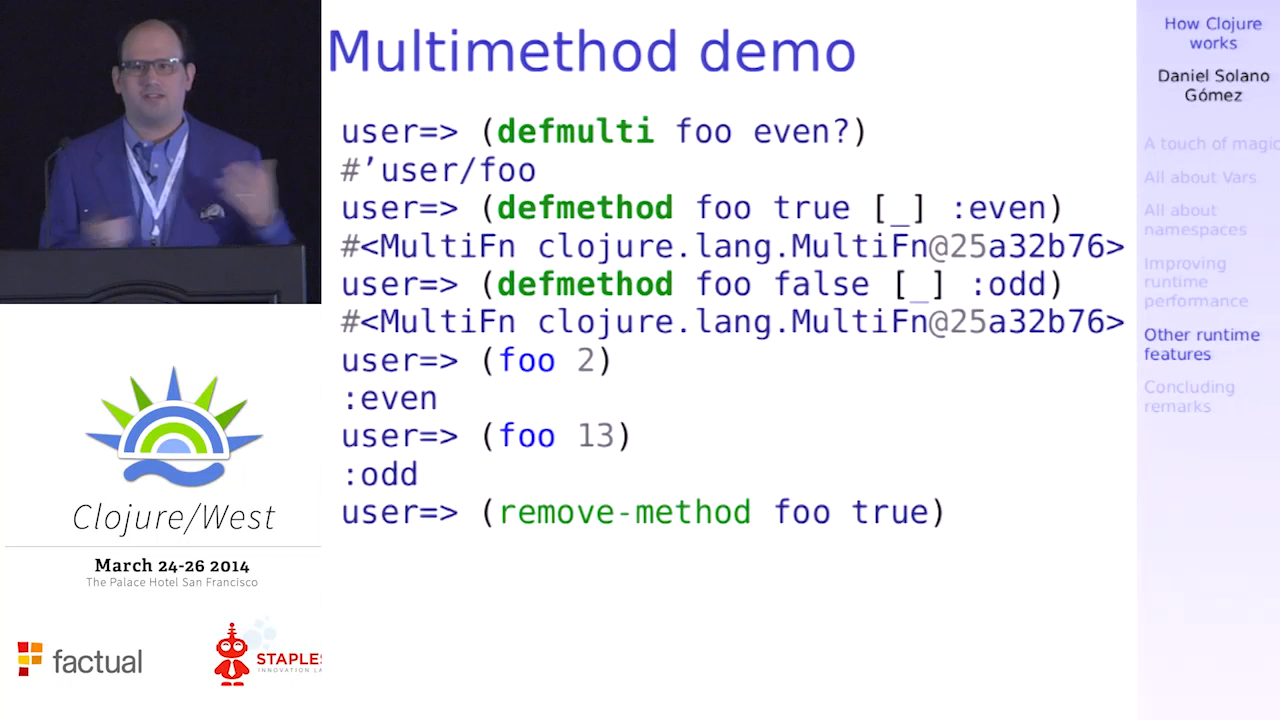 Multimethod demo
user=> (defmulti foo even?)
#’user/foo
user=> (defmethod foo true [_] :even)
#<MultiFn clojure.lang.MultiFn@25a32b76>
user=> (defmethod foo false [_] :odd)
#<MultiFn clojure.lang.MultiFn@25a32b76>
user=> (foo 2)
:even
user=> (foo 13)
:odd
user=> (remove-method foo true)
How Clojure
works
Daniel Solano
Gómez
A touch of magic
All about Vars
All about
namespaces
Improving
runtime
performance
Other runtime
features
Concluding
remarks
Clojure/West
March 24-26 2014
The Palace Hotel San Francisco
factual
STAPLES
INNOVATION LA